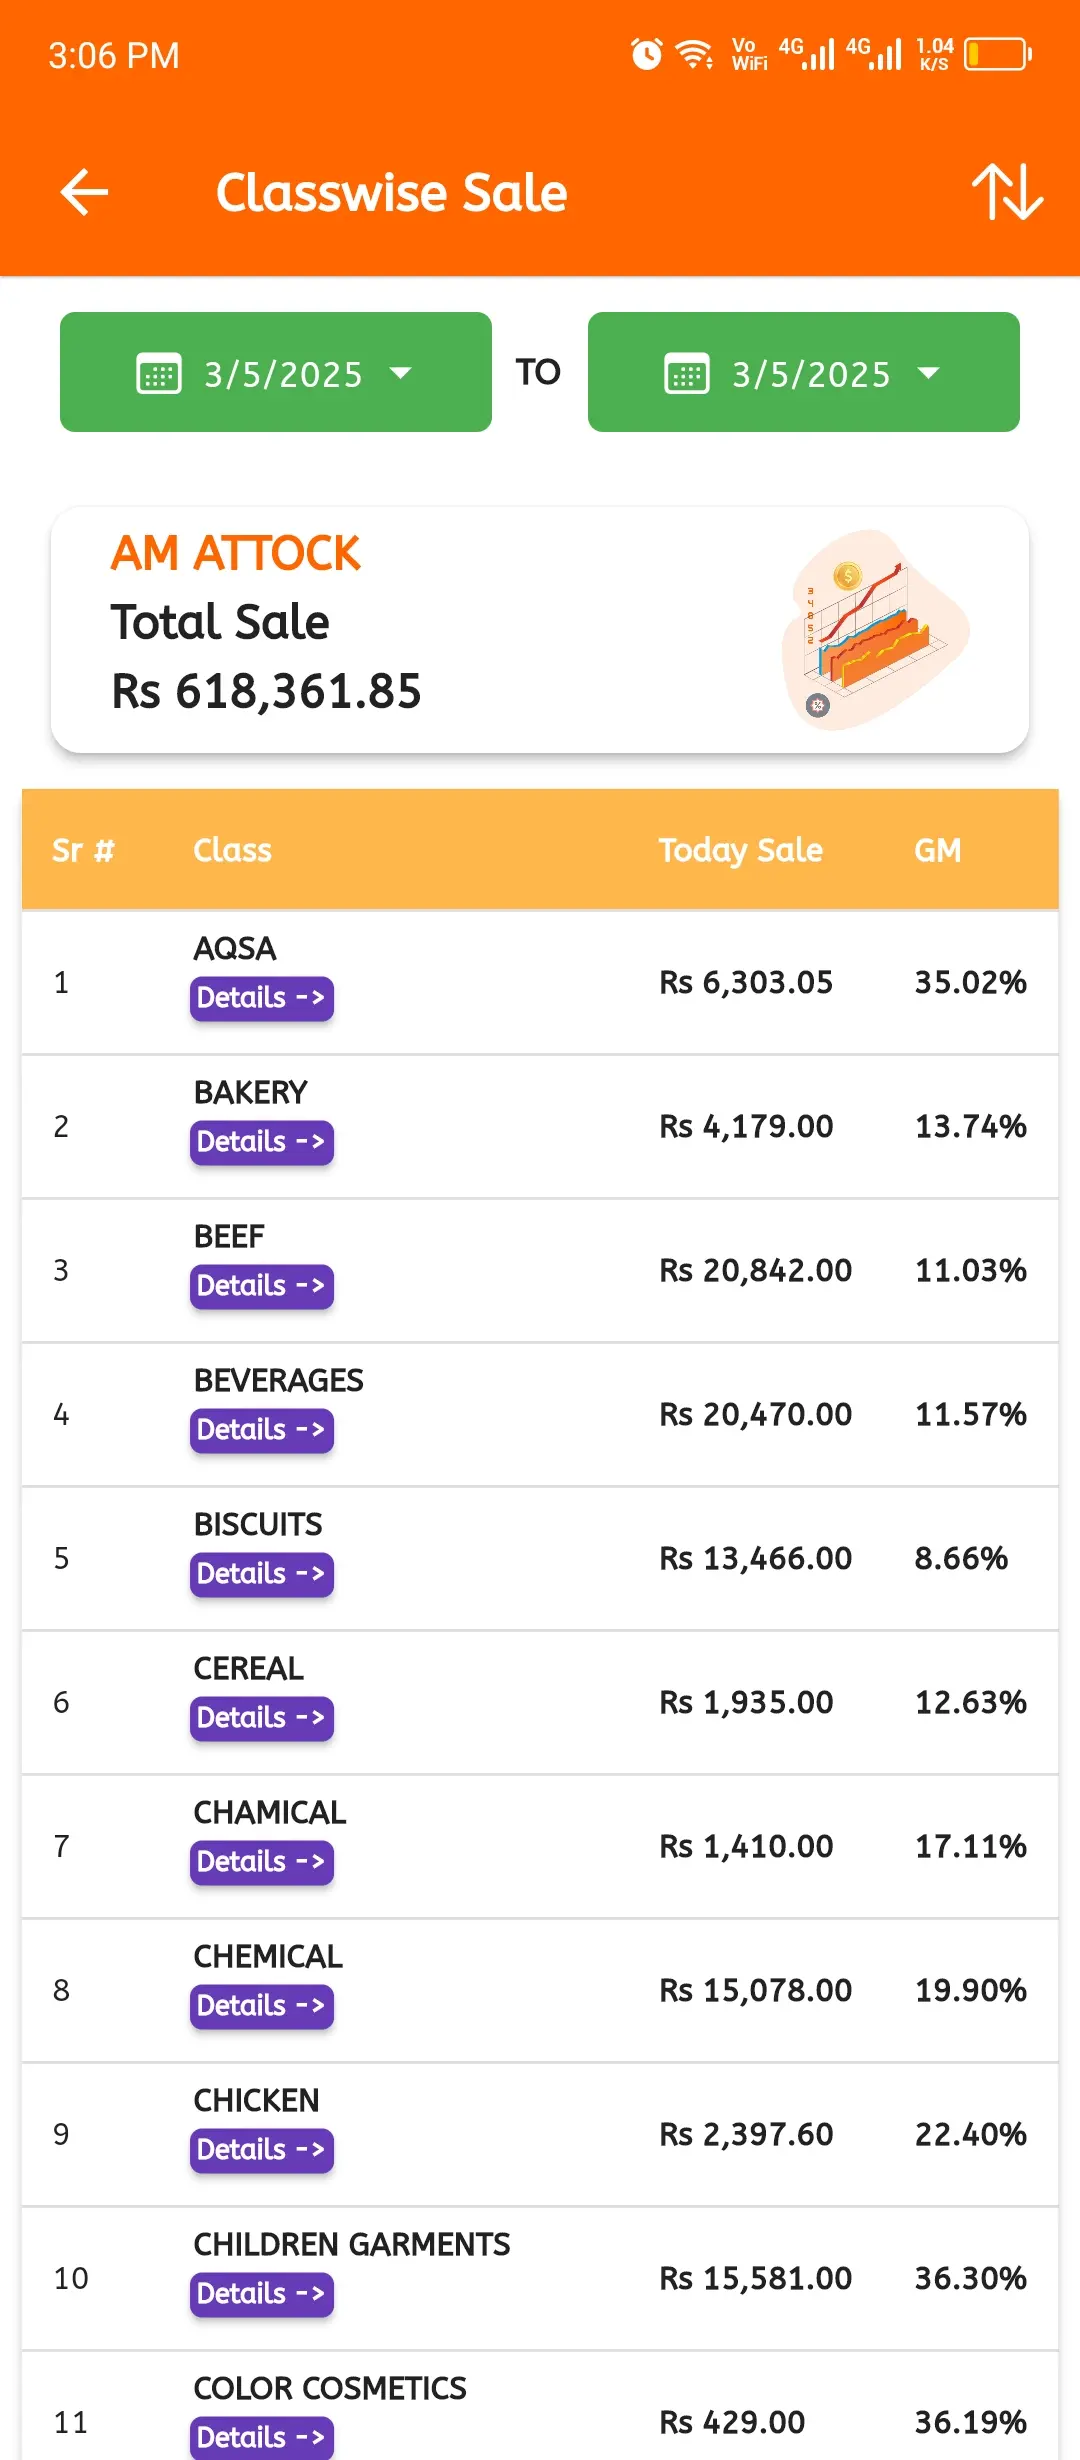 3:06 PM
Vo WiFi 4G 4G 1.04 K/S
Classwise Sale
3/5/2025 TO 3/5/2025
AM ATTOCK
Total Sale
Rs 618,361.85
Sr # Class Today Sale GM
1 AQSA Rs 6,303.05 35.02%
Details ->
2 BAKERY Rs 4,179.00 13.74%
Details ->
3 BEEF Rs 20,842.00 11.03%
Details ->
4 BEVERAGES Rs 20,470.00 11.57%
Details ->
5 BISCUITS Rs 13,466.00 8.66%
Details ->
6 CEREAL Rs 1,935.00 12.63%
Details ->
7 CHAMICAL Rs 1,410.00 17.11%
Details ->
8 CHEMICAL Rs 15,078.00 19.90%
Details ->
9 CHICKEN Rs 2,397.60 22.40%
Details ->
10 CHILDREN GARMENTS Rs 15,581.00 36.30%
Details ->
11 COLOR COSMETICS Rs 429.00 36.19%
Details ->